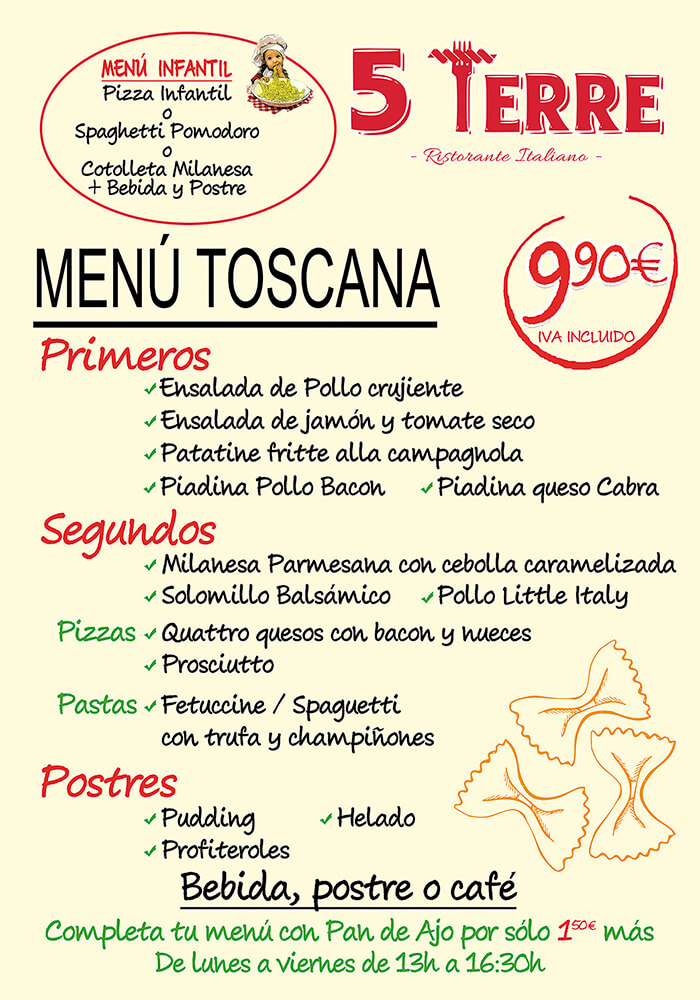 MENÚ INFANTIL
Pizza Infantil
o
Spaghetti Pomodoro
o
Cotolleta Milanesa
+ Bebida y Postre
5 TERRE
- Ristorante Italiano -
MENÚ TOSCANA
9,90€
IVA INCLUIDO
Primeros
Ensalada de Pollo crujiente
Ensalada de jamón y tomate seco
Patatine fritte alla campagnola
Piadina Pollo Bacon Piadina queso Cabra
Segundos
Milanesa Parmesana con cebolla caramelizada
Solomillo Balsámico Pollo Little Italy
Pizzas Quattro quesos con bacon y nueces
Prosciutto
Pastas Fetuccine / Spaguetti
con trufa y champiñones
Postres
Pudding Helado
Profiteroles
Bebida, postre o café
Completa tu menú con Pan de Ajo por sólo 1'50€ más
De lunes a viernes de 13h a 16:30h